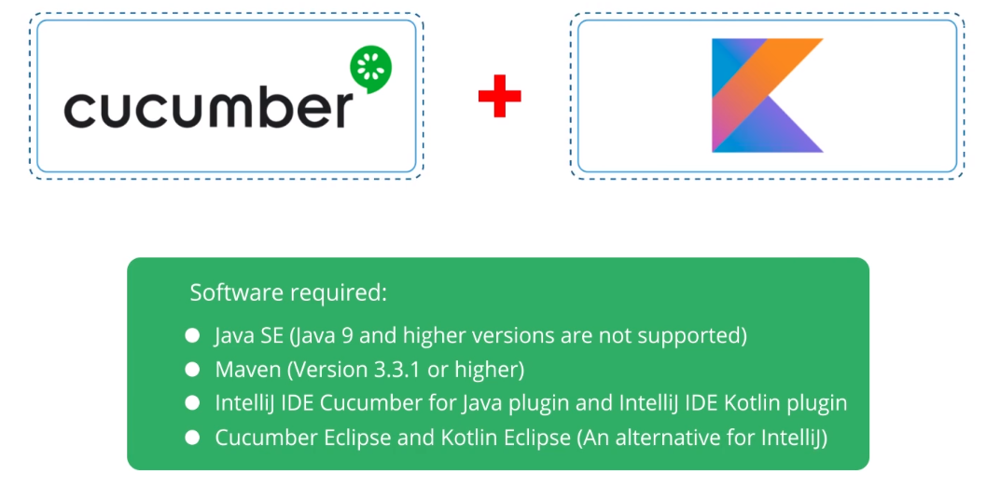 cucumber
Software required:
Java SE (Java 9 and higher versions are not supported)
Maven (Version 3.3.1 or higher)
IntelliJ IDE Cucumber for Java plugin and IntelliJ IDE Kotlin plugin
Cucumber Eclipse and Kotlin Eclipse (An alternative for IntelliJ)